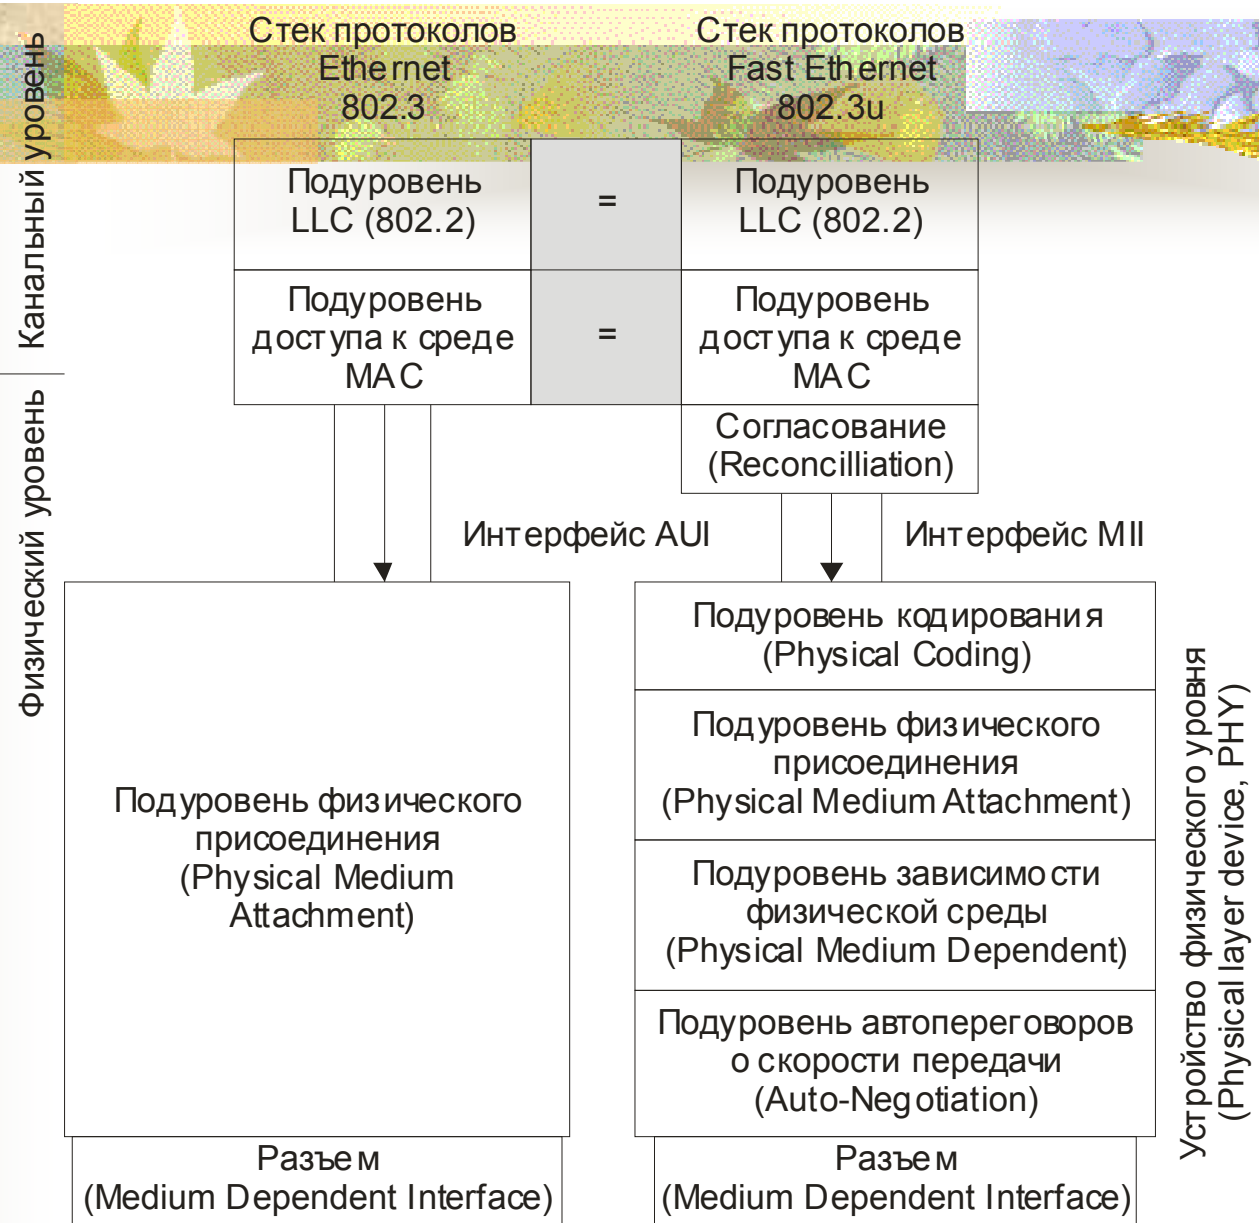 Стек протоколов
Ethernet
802.3
Стек протоколов
Fast Ethernet
802.3u
Канальный уровень
Подуровень
LLC (802.2)
=
Подуровень
LLC (802.2)
Подуровень
доступа к среде
MAC
=
Подуровень
доступа к среде
MAC
Согласование
(Reconcilliation)
Физический уровень
Интерфейс AUI
Интерфейс MII
Подуровень физического
присоединения
(Physical Medium
Attachment)
Подуровень кодирования
(Physical Coding)
Подуровень физического
присоединения
(Physical Medium Attachment)
Подуровень зависимости
физической среды
(Physical Medium Dependent)
Подуровень автопереговоров
о скорости передачи
(Auto-Negotiation)
Устройство физического уровня
(Physical layer device, PHY)
Разъем
(Medium Dependent Interface)
Разъем
(Medium Dependent Interface)